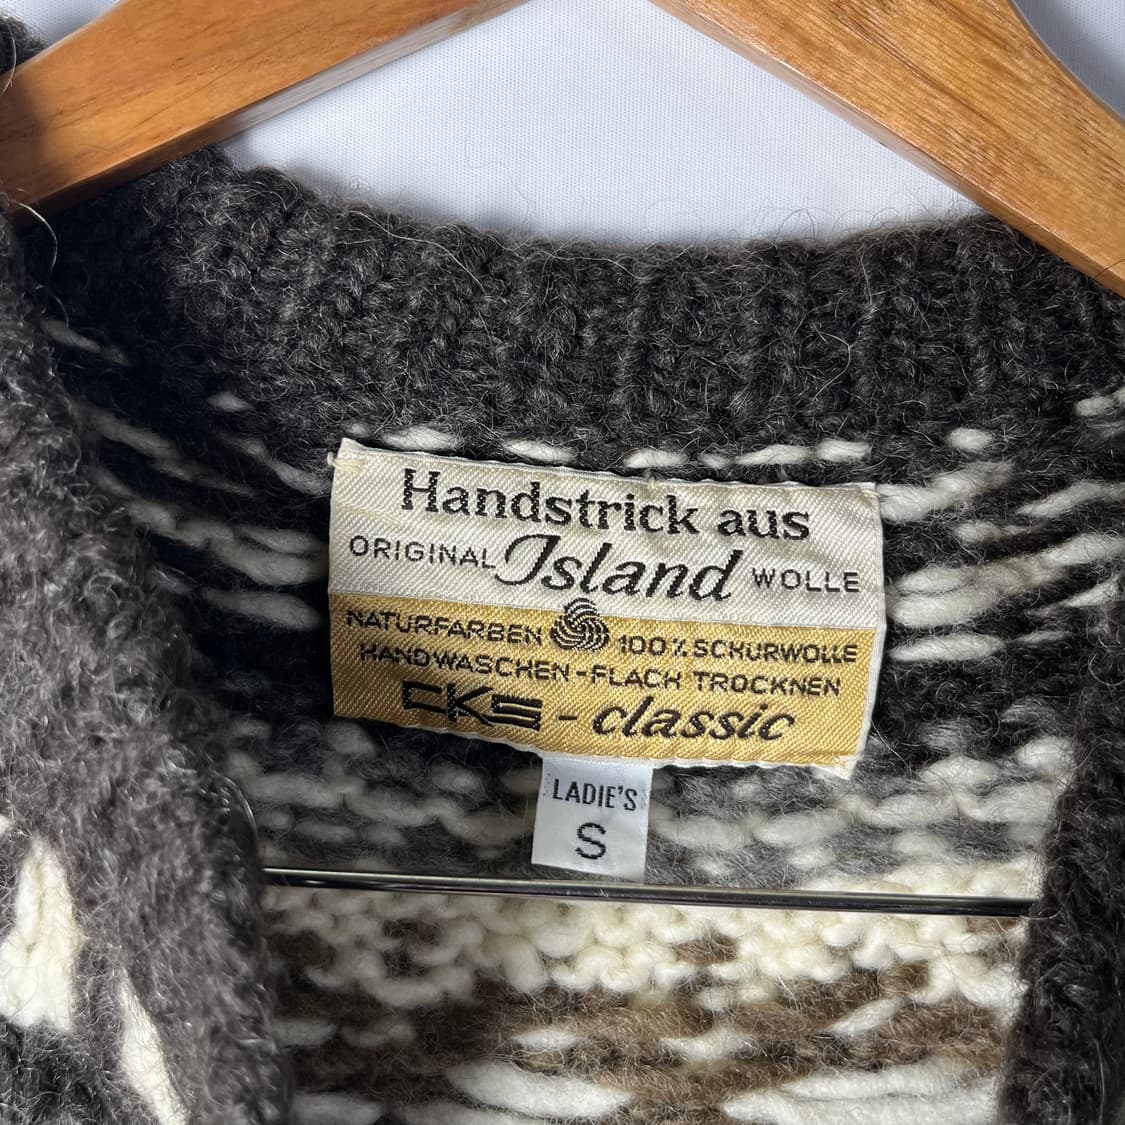 Handstrick aus
ORIGINAL Island WOLLE
NATURFARBEN 100% SCHURWOLLE
HANDWASCHEN-FLACH TROCKNEN
CKS - classic
LADIE'S
S